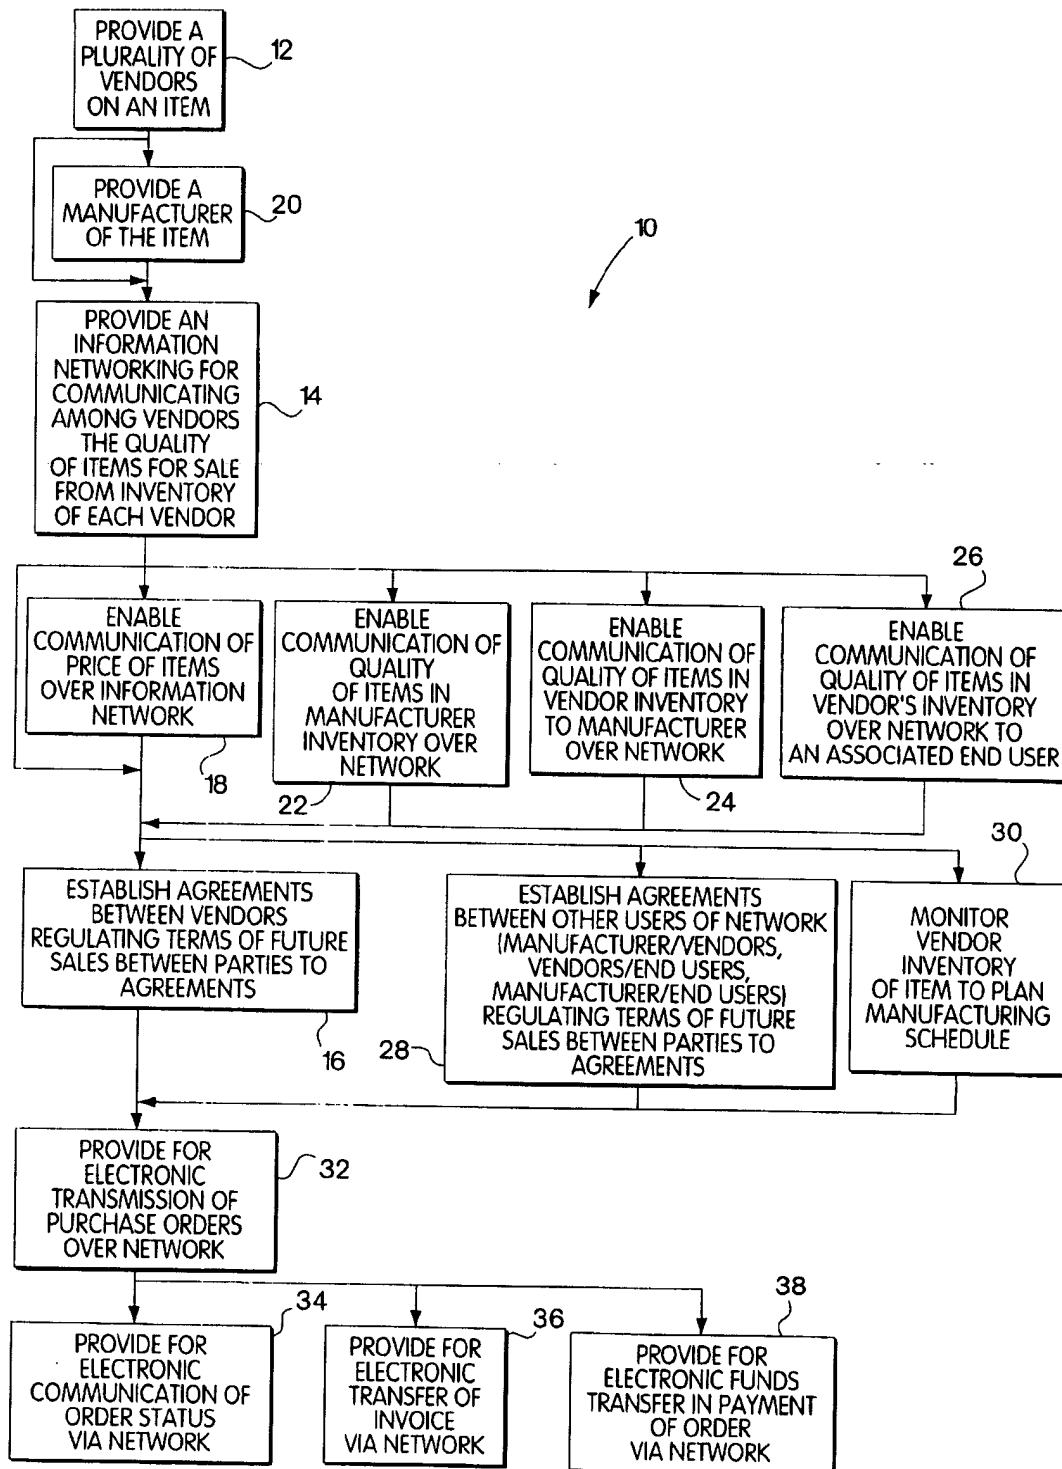 PROVIDE A
PLURALITY OF
VENDORS
ON AN ITEM
12
PROVIDE A
MANUFACTURER
OF THE ITEM
20
10
PROVIDE AN
INFORMATION
NETWORKING FOR
COMMUNICATING
AMONG VENDORS
THE QUALITY
OF ITEMS FOR SALE
FROM INVENTORY
OF EACH VENDOR
14
ENABLE
COMMUNICATION OF
PRICE OF ITEMS
OVER INFORMATION
NETWORK
18
ENABLE
COMMUNICATION OF
QUALITY
OF ITEMS IN
MANUFACTURER
INVENTORY OVER
NETWORK
22
ENABLE
COMMUNICATION OF
QUALITY OF ITEMS IN
VENDOR INVENTORY
TO MANUFACTURER
OVER NETWORK
24
26
ENABLE
COMMUNICATION OF
QUALITY OF ITEMS IN
VENDOR'S INVENTORY
OVER NETWORK TO
AN ASSOCIATED END USER
ESTABLISH AGREEMENTS
BETWEEN VENDORS
REGULATING TERMS OF FUTURE
SALES BETWEEN PARTIES TO
AGREEMENTS
16
ESTABLISH AGREEMENTS
BETWEEN OTHER USERS OF NETWORK
(MANUFACTURER/VENDORS,
VENDORS/END USERS,
MANUFACTURER/END USERS)
REGULATING TERMS OF FUTURE
SALES BETWEEN PARTIES TO
AGREEMENTS
28
30
MONITOR
VENDOR
INVENTORY
OF ITEM TO PLAN
MANUFACTURING
SCHEDULE
PROVIDE FOR
ELECTRONIC
TRANSMISSION OF
PURCHASE ORDERS
OVER NETWORK
32
34
PROVIDE FOR
ELECTRONIC
COMMUNICATION OF
ORDER STATUS
VIA NETWORK
36
PROVIDE FOR
ELECTRONIC
TRANSFER OF
INVOICE
VIA NETWORK
38
PROVIDE FOR
ELECTRONIC FUNDS
TRANSFER IN PAYMENT
OF ORDER
VIA NETWORK